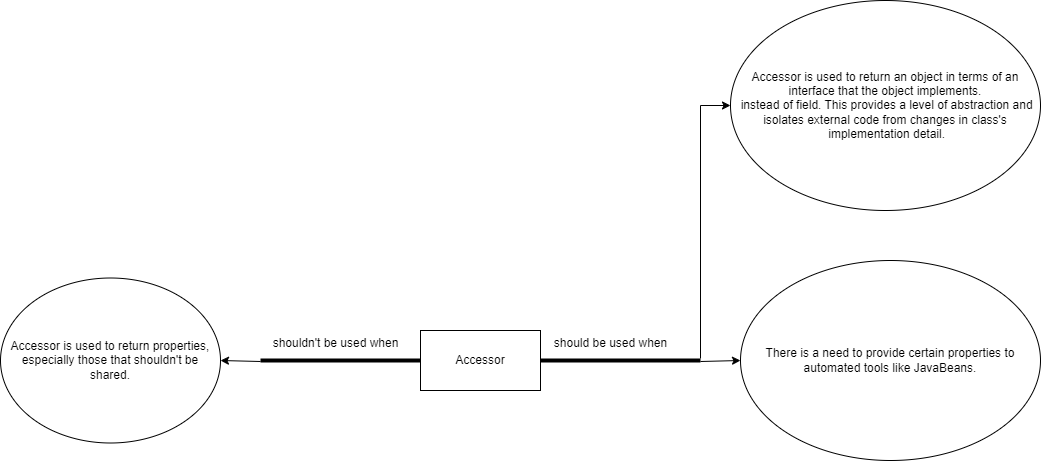 Accessor is used to return an object in terms of an
interface that the object implements.
instead of field. This provides a level of abstraction and
isolates external code from changes in class's
implementation detail.
shouldn't be used when
should be used when
Accessor is used to return properties,
especially those that shouldn't be
shared.
Accessor
There is a need to provide certain properties to
automated tools like JavaBeans.